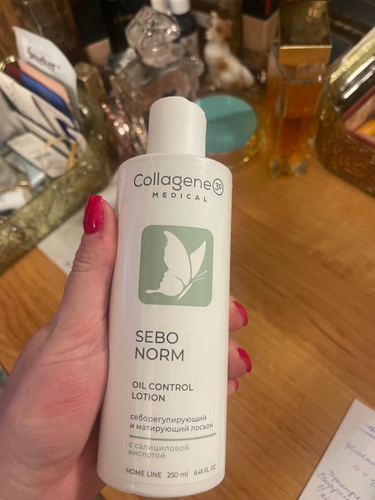 Collagene 3D
MEDICAL
SEBO
NORM
OIL CONTROL
LOTION
себорегулирующий
и матирующий лосьон
с салициловой
кислотой
HOME LINE 250 ml 8,46 FL. OZ